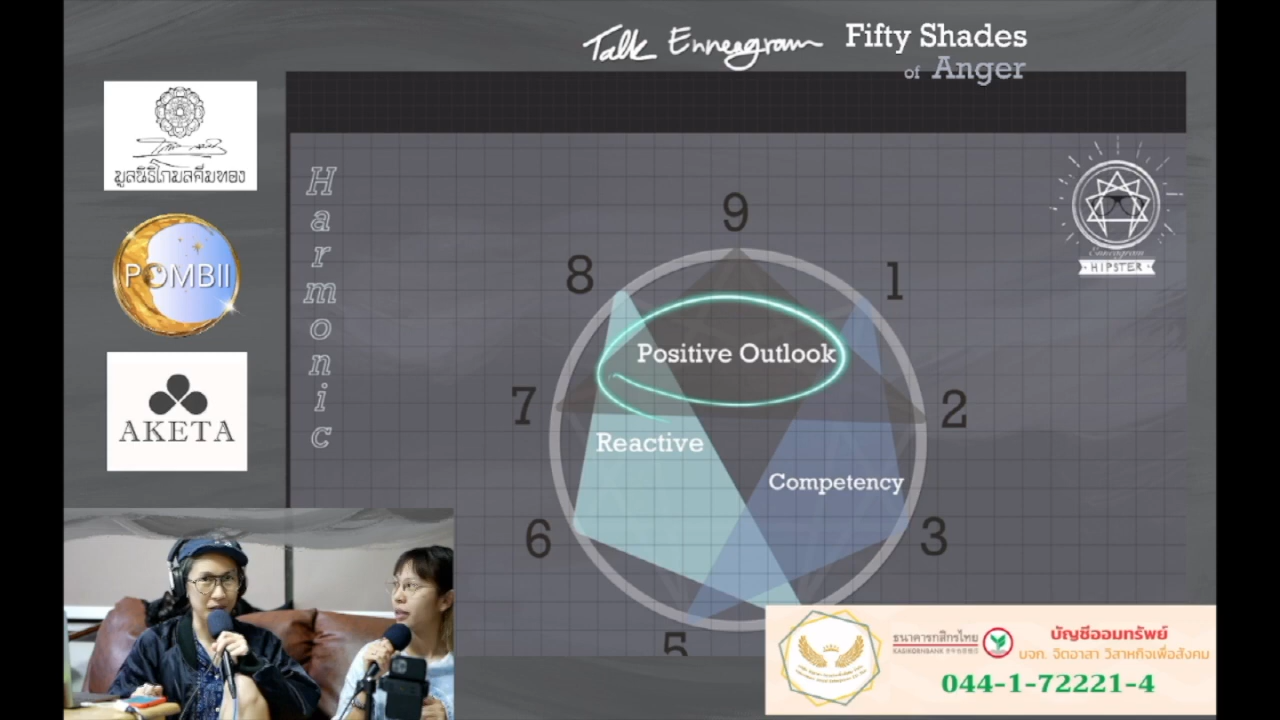 Talk Enneagram
Fifty Shades
of Anger
มูลนิธิโกมลคีมทอง
POMBII
AKETA
Harmonic
Enneagram
HIPSTER
9
8
1
Positive Outlook
7
2
Reactive
Competency
6
3
5
ธนาคารกสิกรไทย
KASIKORNBANK
บัญชีออมทรัพย์
บจก. จิตอาสา วิสาหกิจเพื่อสังคม
044-1-72221-4